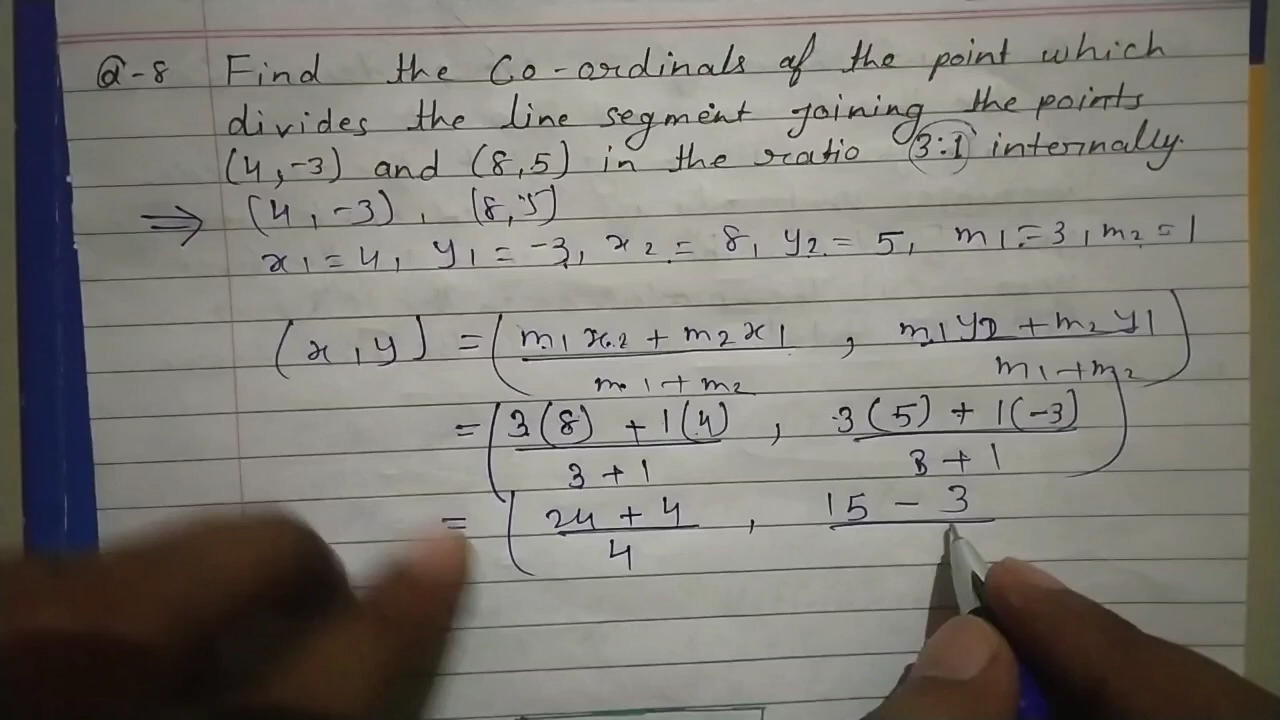 Q-8 Find the Co-ordinals of the point which
divides the line segment joining the points
(4,-3) and (8,5) in the ratio (3:1) internally.
⇒ (4,-3), (8,5)
x1=4, y1=-3, x2=8, y2=5, m1=3, m2=1
(x,y) = (m1x2+m2x1 / m1+m2 , m1y2+m2y1 / m1+m2)
= (3(8)+1(4) / 3+1 , 3(5)+1(-3) / 3+1)
= (24+4 / 4 , 15-3